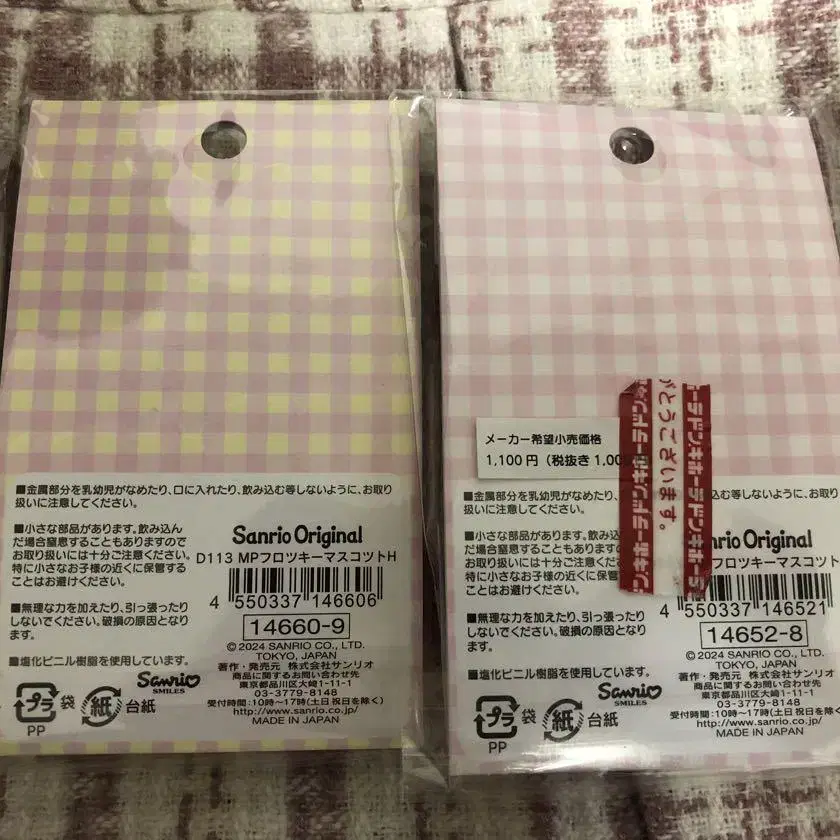 ■金属部分を乳幼児がなめたり、口に入れたり、飲み込む等しないように、お取り
扱いに注意してください。
■小さな部品があります。飲み込ん
だ場合窒息することもありますので
お取り扱いには十分ご注意ください。
特に小さなお子様の近くに保管する
ことはお避けください。
■無理な力を加えたり、引っ張ったり
しないでください。破損の原因となり
ます。
■塩化ビニル樹脂を使用しています。
Sanrio Original
D113 MPフロツキーマスコツトH
4 550337 146606
14660-9
©2024 SANRIO CO., LTD.
TOKYO, JAPAN
著作・発売元 株式会社サンリオ
商品に関するお問い合わせ先
東京都品川区大崎1-11-1
03-3779-8148
受付時間:10時~17時(土日祝日を除く)
http://www.sanrio.co.jp/
MADE IN JAPAN
Sanrio
SMILES
プラ 袋 紙 台紙
PP
メーカー希望小売価格
1,100円(税抜き1,00
ドンキホーテ
がとうございます。
ホーテドンキホーテドンキホーテ
■金属部分を乳幼児がなめたり
り、口に入れたり、飲み込む等しないように、お取り
扱いに注意してください。
■小さな部品があります。飲み込
だ場合窒息することもあります
お取り扱いには十分ご注意くだ
特に小さなお子様の近くに保管
ことはお避けください。
■無理な力を加えたり、引っ張ったり
しないでください。破損の原因となり
ます。
■塩化ビニル樹脂を使用しています。
rio Original
フロツキーマスコツト
4 550337 146521
14652-8
©2024 SANRIO CO., LTD.
TOKYO, JAPAN
著作・発売元 株式会社サンリオ
商品に関するお問い合わせ先
東京都品川区大崎1-11-1
03-3779-8148
受付時間:10時~17時(土日祝日を除く)
http://www.sanrio.co.jp/
MADE IN JAPAN
Sanrio
SMILES
プラ 袋 紙 台紙
PP